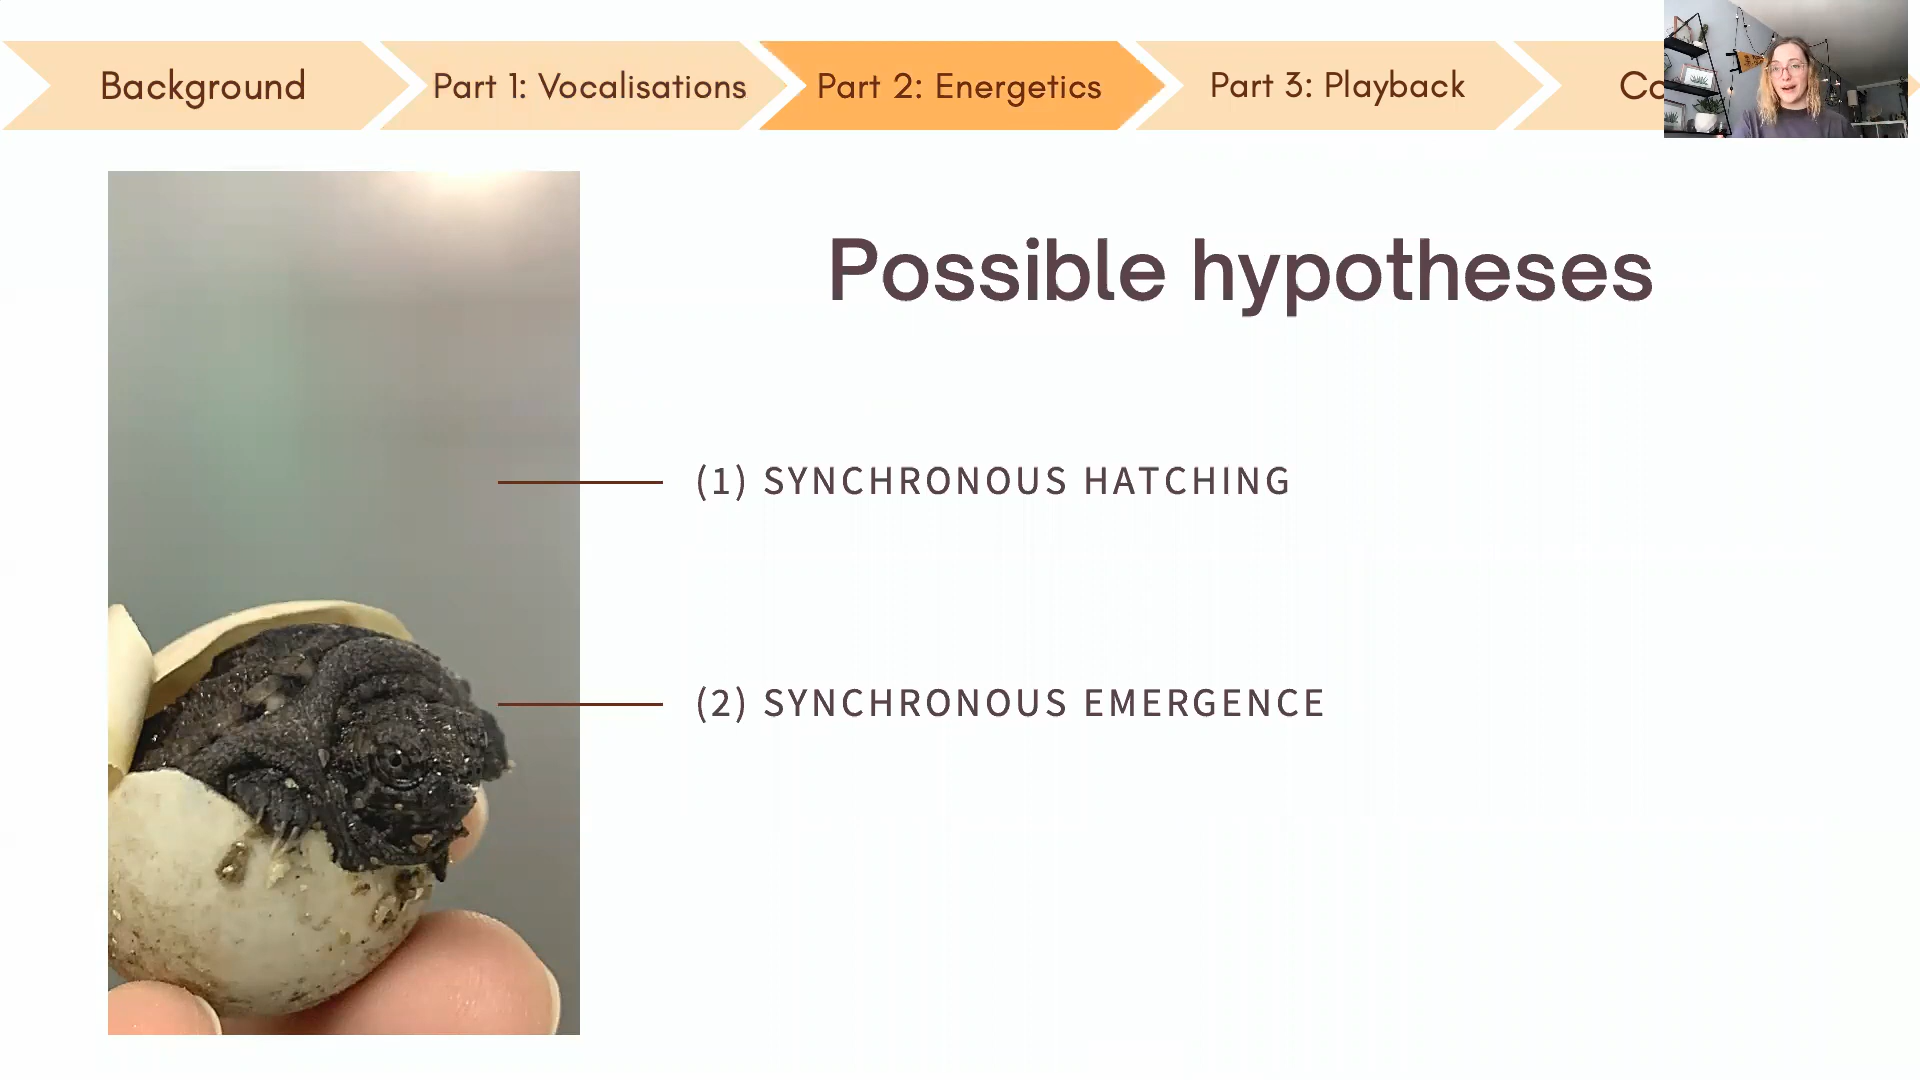 Background
Part 1: Vocalisations
Part 2: Energetics
Part 3: Playback
Possible hypotheses
(1) SYNCHRONOUS HATCHING
(2) SYNCHRONOUS EMERGENCE